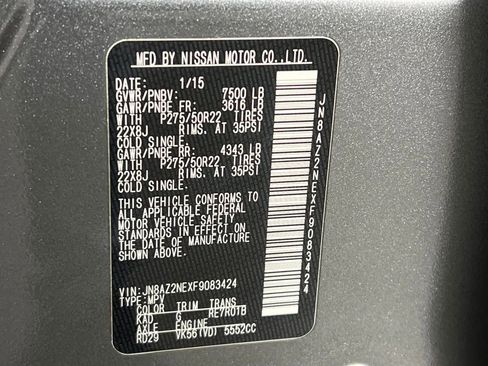 MFD BY NISSAN MOTOR CO.,LTD.
DATE: 1/15
GVWR/PNBV: 7500 LB
GAWR/PNBE FR: 3616 LB
WITH P275/50R22 TIRES
22X8J RIMS, AT 35PSI
COLD SINGLE
GAWR/PNBE RR: 4343 LB
WITH P275/50R22 TIRES
22X8J RIMS, AT 35PSI
COLD SINGLE.
THIS VEHICLE CONFORMS TO
ALL APPLICABLE FEDERAL
MOTOR VEHICLE SAFETY
STANDARDS IN EFFECT ON
THE DATE OF MANUFACTURE
SHOWN ABOVE.
VIN: JN8AZ2NEXF9083424
TYPE: MPV
COLOR TRIM TRANS
KAD G RE7R01B
AXLE ENGINE
RD29 VK56(VD) 5552CC
JN8AZ2NEXF9083424